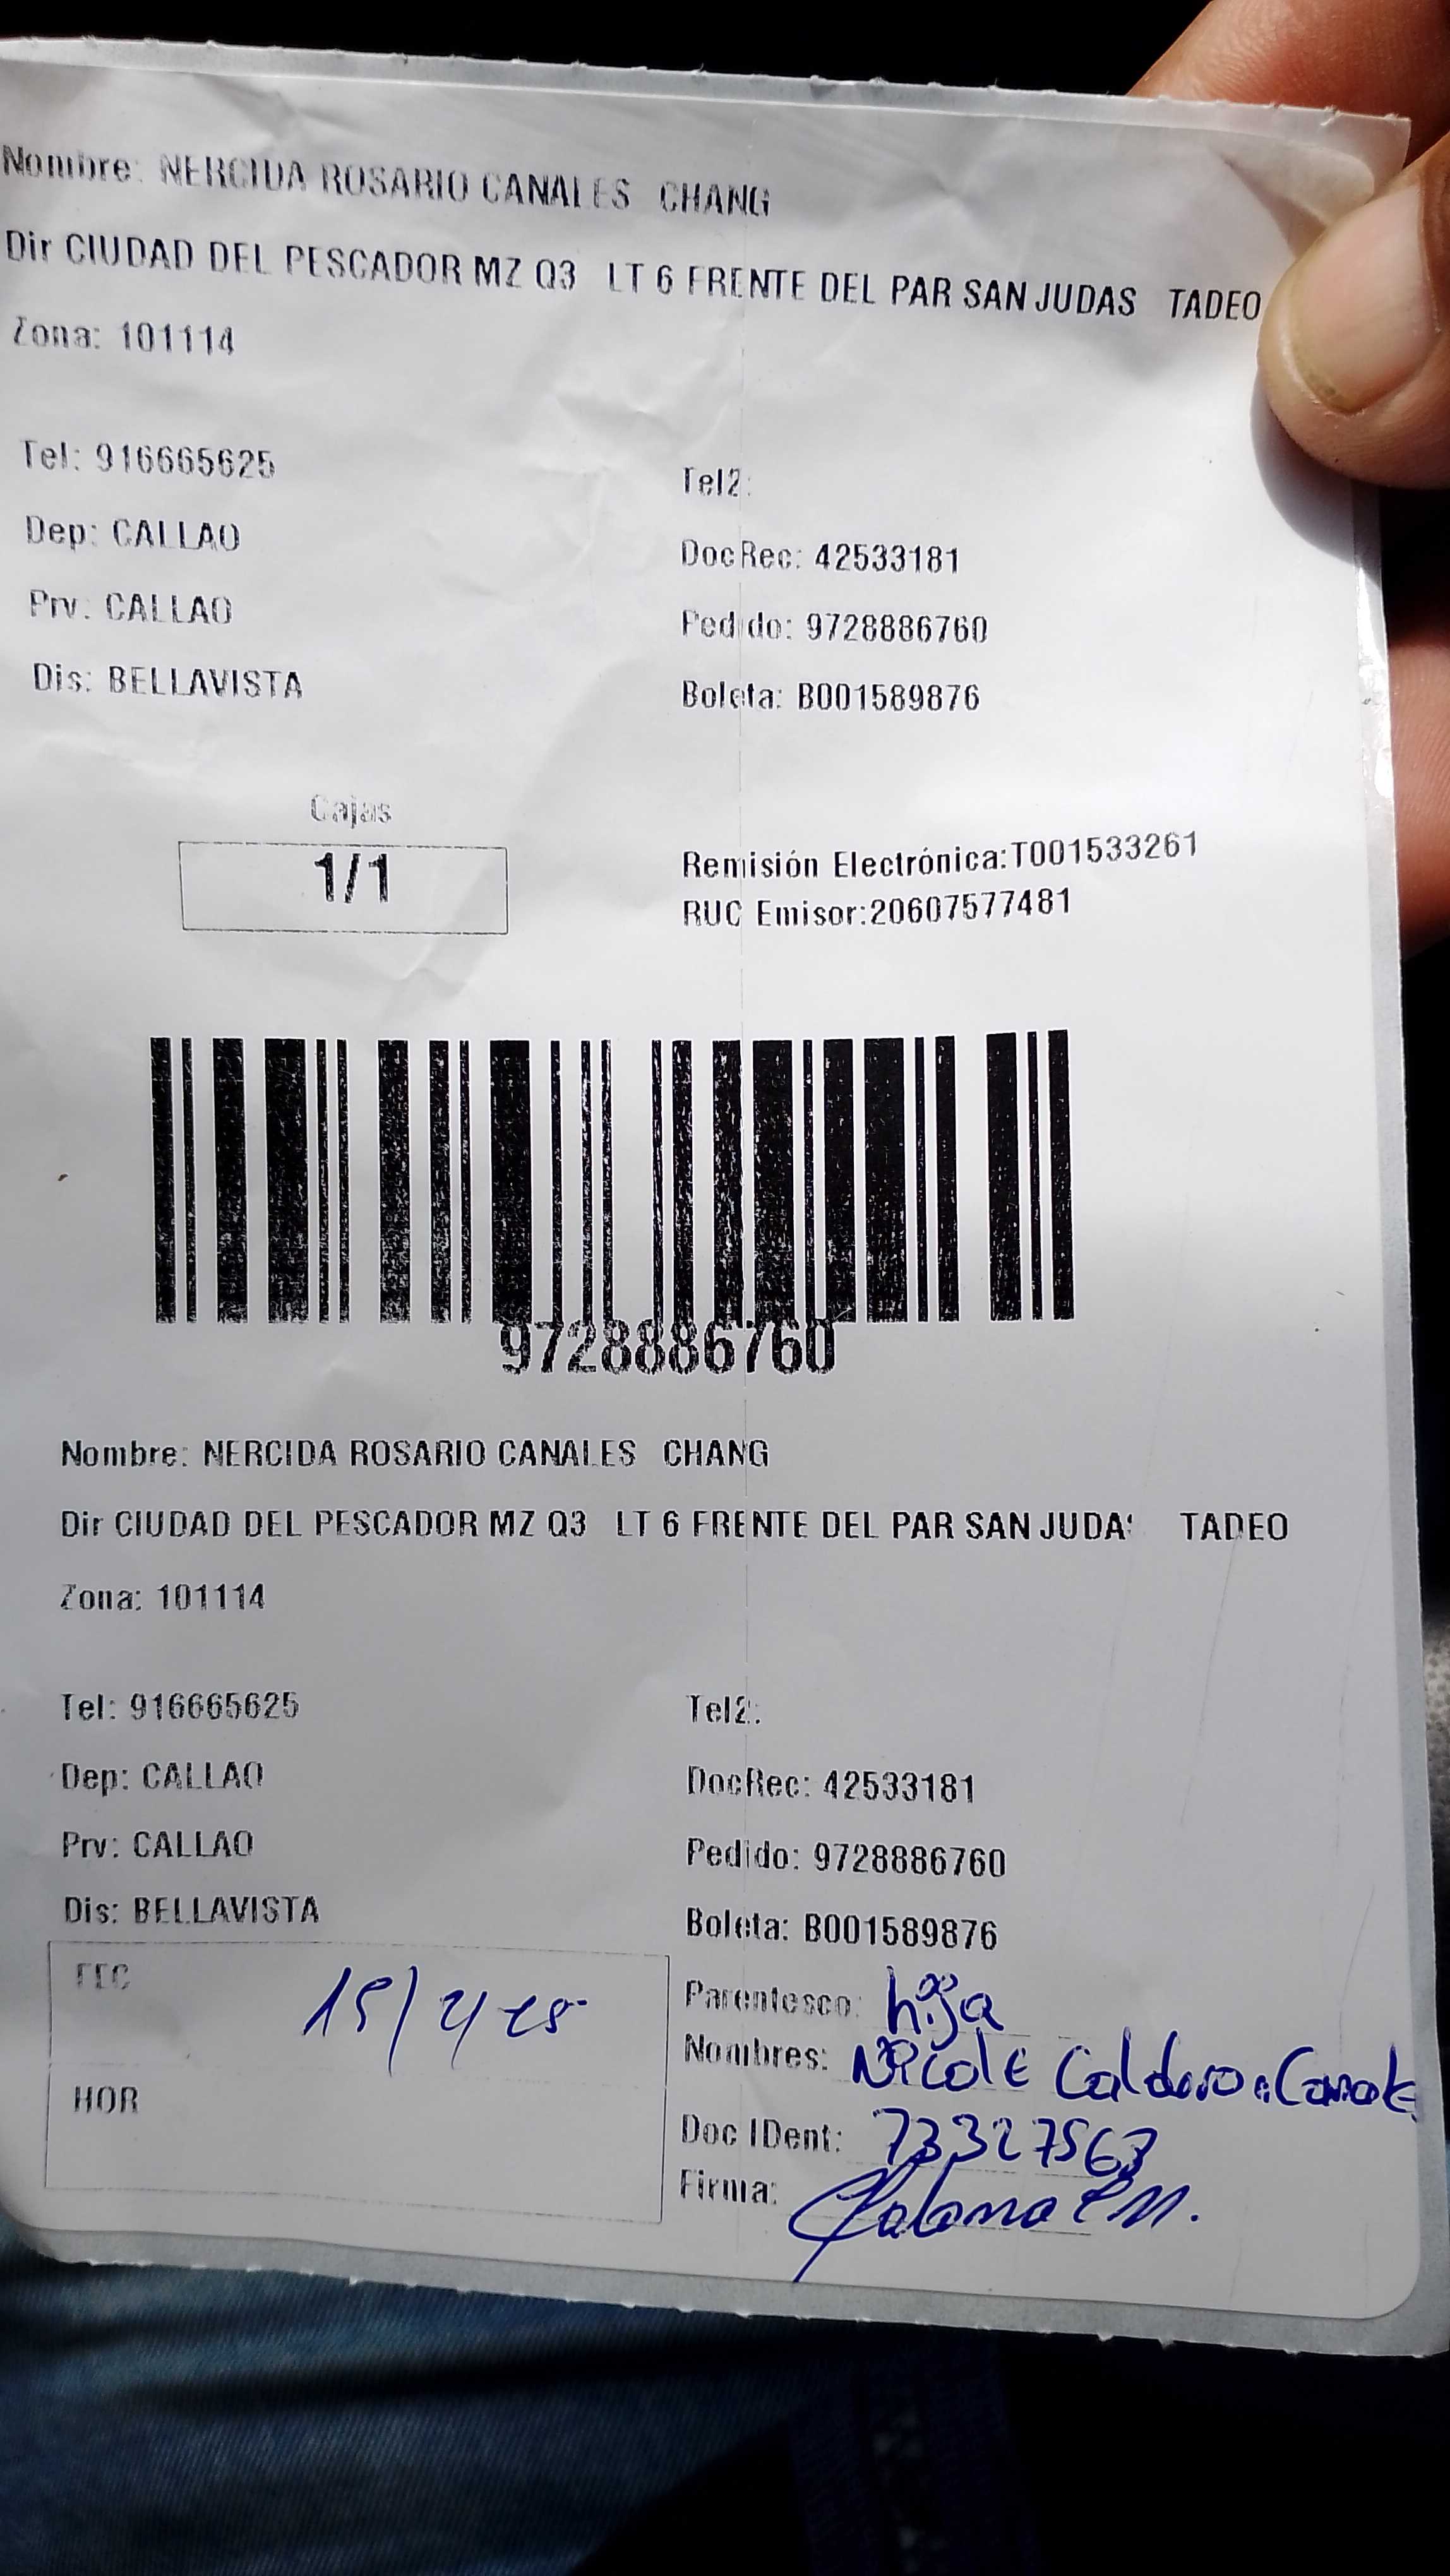 Nombre: NERCIDA ROSARIO CANALES CHANG
Dir CIUDAD DEL PESCADOR MZ Q3 LT 6 FRENTE DEL PAR SAN JUDAS TADEO
Zona: 101114
Tel: 916665625
Tel2:
Dep: CALLAO
DocRec: 42533181
Prv: CALLAO
Pedido: 9728886760
Dis: BELLAVISTA
Boleta: B001589876
Cajas
1/1
Remisión Electrónica:T001533261
RUC Emisor:20607577481
9728886760
Nombre: NERCIDA ROSARIO CANALES CHANG
Dir CIUDAD DEL PESCADOR MZ Q3 LT 6 FRENTE DEL PAR SAN JUDAS TADEO
Zona: 101114
Tel: 916665625
Tel2:
Dep: CALLAO
DocRec: 42533181
Prv: CALLAO
Pedido: 9728886760
Dis: BELLAVISTA
Boleta: B001589876
FEC
Parentesco: hija
Nombres: Nicole
HOR
Doc IDent: 73327563
Firma: